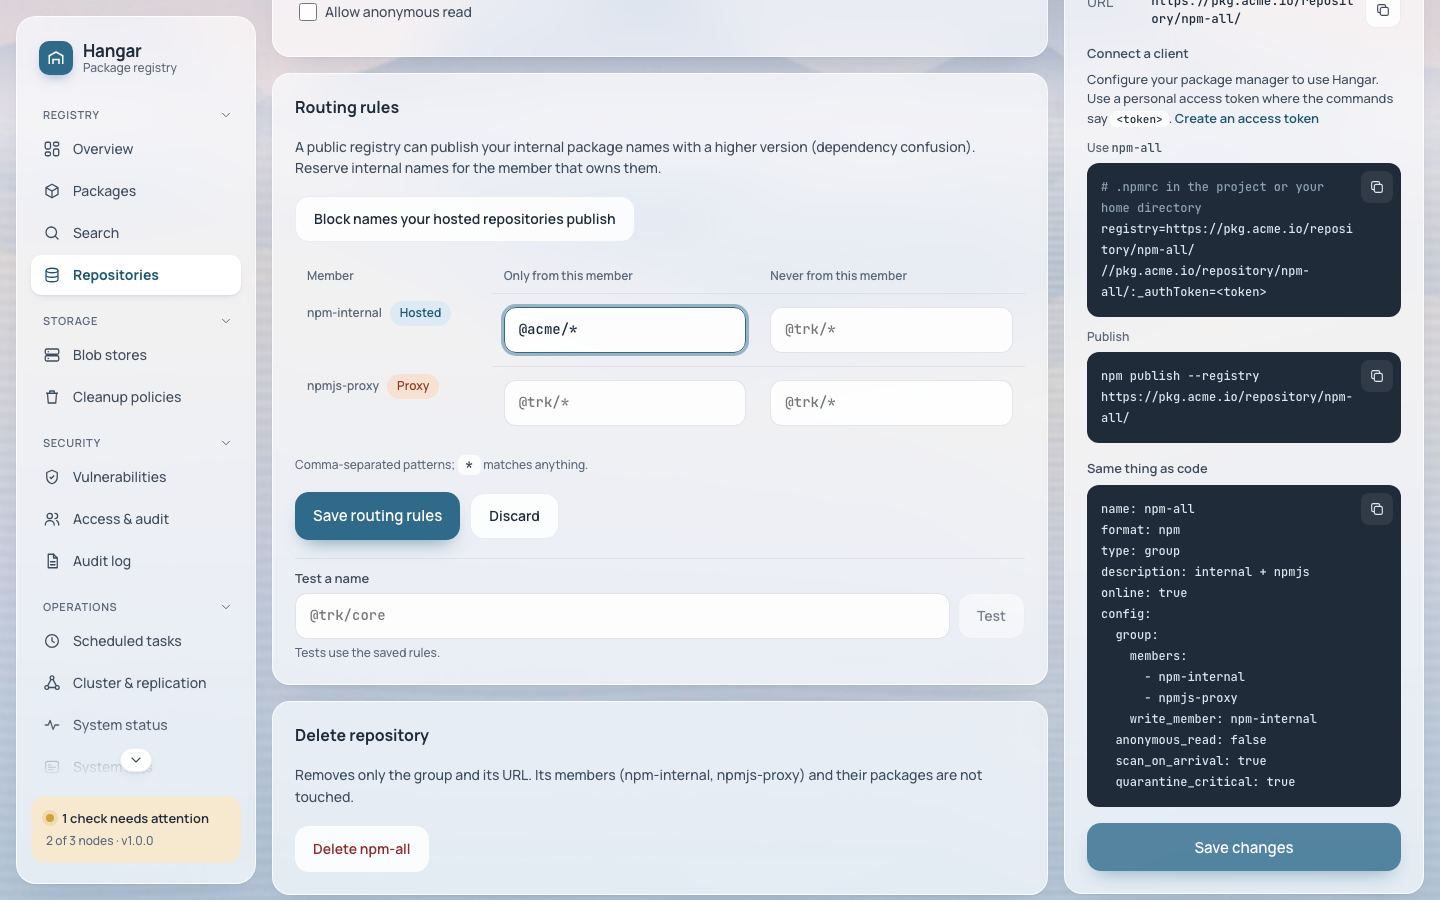 Hangar
Package registry
REGISTRY
Overview
Packages
Search
Repositories
STORAGE
Blob stores
Cleanup policies
SECURITY
Vulnerabilities
Access & audit
Audit log
OPERATIONS
Scheduled tasks
Cluster & replication
System status
System
1 check needs attention
2 of 3 nodes · v1.0.0
Allow anonymous read
Routing rules
A public registry can publish your internal package names with a higher version (dependency confusion).
Reserve internal names for the member that owns them.
Block names your hosted repositories publish
Member Only from this member Never from this member
npm-internal Hosted @acme/* @trk/*
npmjs-proxy Proxy @trk/* @trk/*
Comma-separated patterns; * matches anything.
Save routing rules Discard
Test a name
@trk/core Test
Tests use the saved rules.
Delete repository
Removes only the group and its URL. Its members (npm-internal, npmjs-proxy) and their packages are not
touched.
Delete npm-all
URL https://pkg.acme.io/reposit
ory/npm-all/
Connect a client
Configure your package manager to use Hangar.
Use a personal access token where the commands
say <token> . Create an access token
Use npm-all
# .npmrc in the project or your
home directory
registry=https://pkg.acme.io/reposi
tory/npm-all/
//pkg.acme.io/repository/npm-
all/:_authToken=<token>
Publish
npm publish --registry
https://pkg.acme.io/repository/npm-
all/
Same thing as code
name: npm-all
format: npm
type: group
description: internal + npmjs
online: true
config:
group:
members:
- npm-internal
- npmjs-proxy
write_member: npm-internal
anonymous_read: false
scan_on_arrival: true
quarantine_critical: true
Save changes